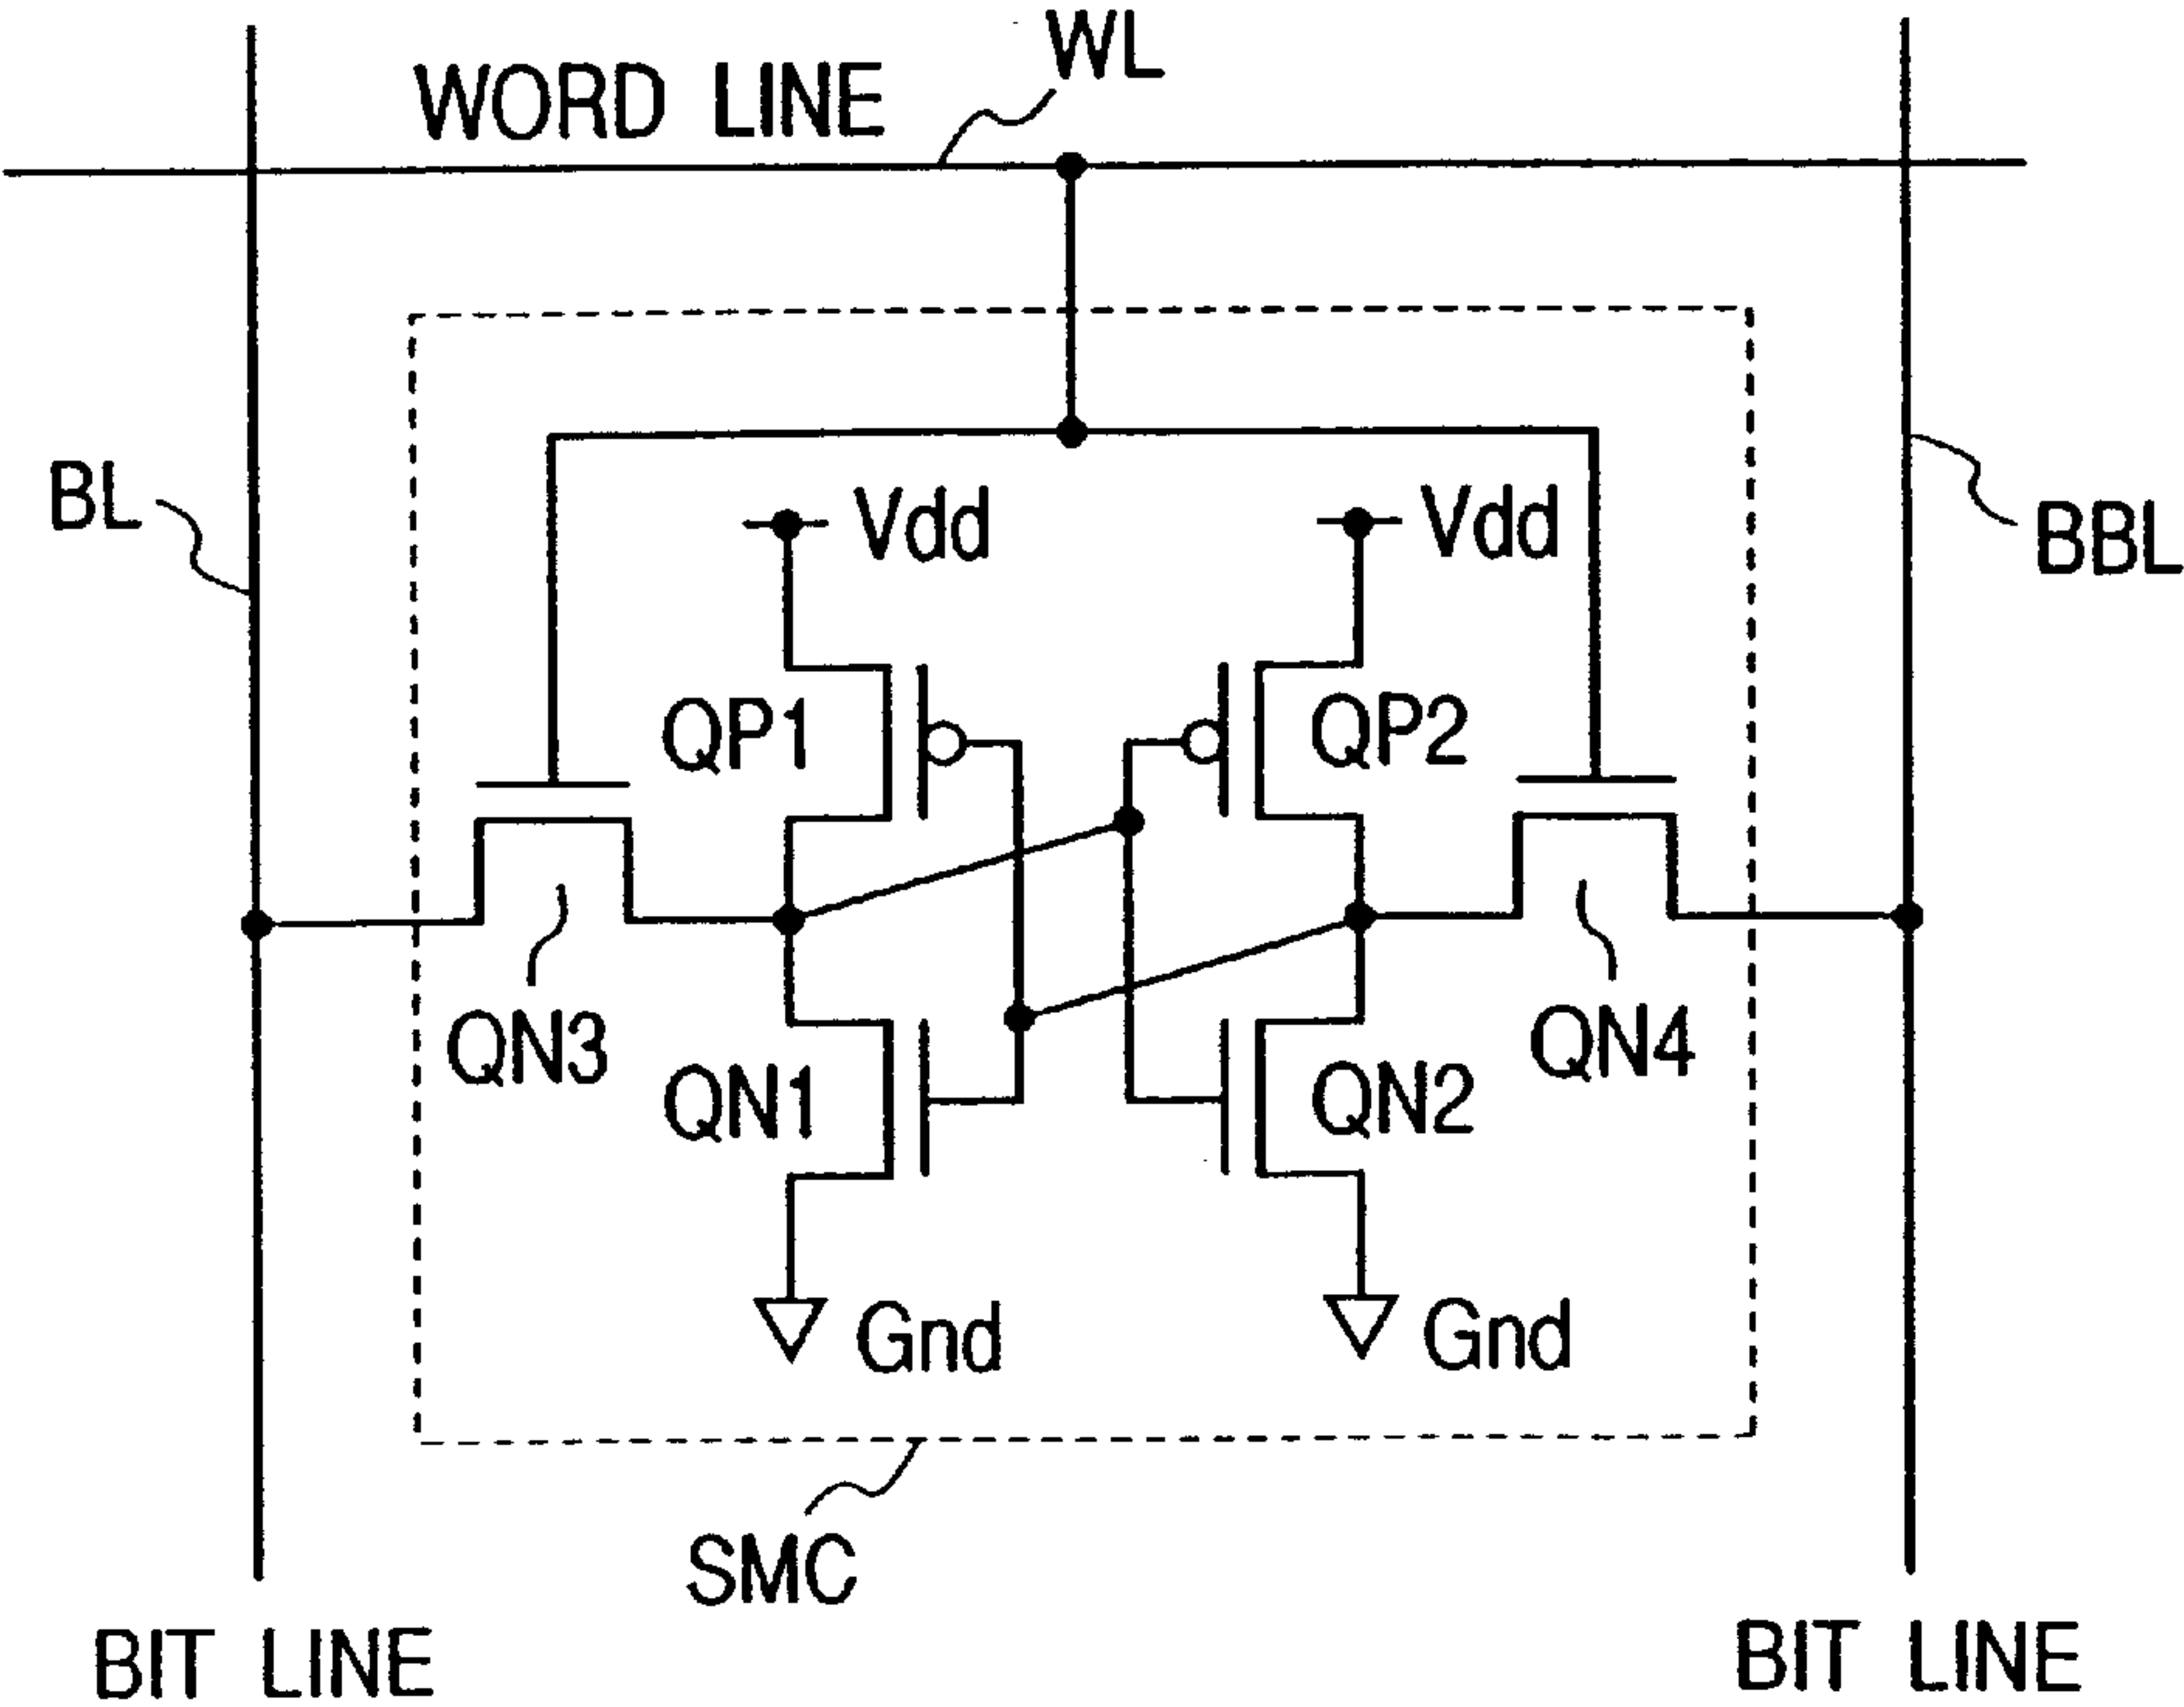 WL
WORD LINE
BL
Vdd
Vdd
BBL
QP1
QP2
QN3
QN1
QN2
QN4
Gnd
Gnd
SMC
BIT LINE
BIT LINE